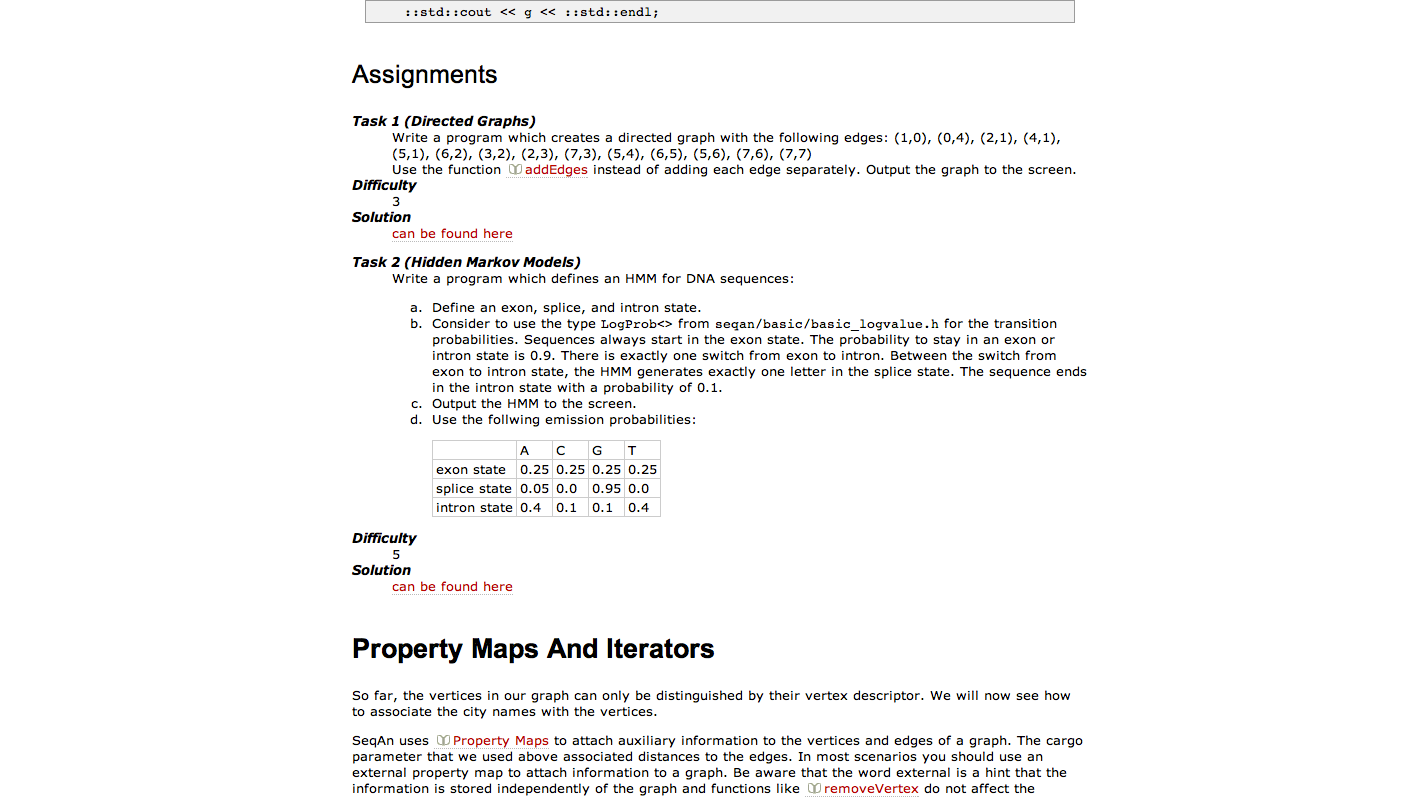 ::std::cout << g << ::std::endl;
Assignments
Task 1 (Directed Graphs)
Write a program which creates a directed graph with the following edges: (1,0), (0,4), (2,1), (4,1),
(5,1), (6,2), (3,2), (2,3), (7,3), (5,4), (6,5), (5,6), (7,6), (7,7)
Use the function addEdges instead of adding each edge separately. Output the graph to the screen.
Difficulty
3
Solution
can be found here
Task 2 (Hidden Markov Models)
Write a program which defines an HMM for DNA sequences:
a. Define an exon, splice, and intron state.
b. Consider to use the type LogProb<> from seqan/basic/basic_logvalue.h for the transition
probabilities. Sequences always start in the exon state. The probability to stay in an exon or
intron state is 0.9. There is exactly one switch from exon to intron. Between the switch from
exon to intron state, the HMM generates exactly one letter in the splice state. The sequence ends
in the intron state with a probability of 0.1.
c. Output the HMM to the screen.
d. Use the follwing emission probabilities:
A C G T
exon state 0.25 0.25 0.25 0.25
splice state 0.05 0.0 0.95 0.0
intron state 0.4 0.1 0.1 0.4
Difficulty
5
Solution
can be found here
Property Maps And Iterators
So far, the vertices in our graph can only be distinguished by their vertex descriptor. We will now see how
to associate the city names with the vertices.
SeqAn uses Property Maps to attach auxiliary information to the vertices and edges of a graph. The cargo
parameter that we used above associated distances to the edges. In most scenarios you should use an
external property map to attach information to a graph. Be aware that the word external is a hint that the
information is stored independently of the graph and functions like removeVertex do not affect the